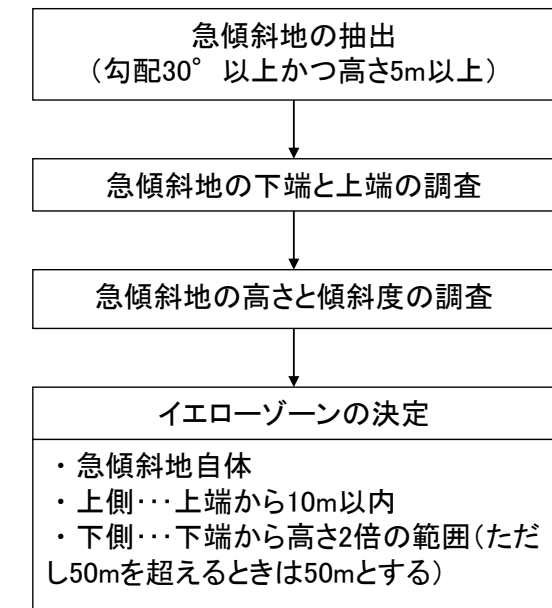 急傾斜地の抽出
（勾配30°以上かつ高さ5m以上）
急傾斜地の下端と上端の調査
急傾斜地の高さと傾斜度の調査
イエローゾーンの決定
・急傾斜地自体
・上側･･･上端から10m以内
・下側･･･下端から高さ2倍の範囲（ただ
し50mを超えるときは50mとする）